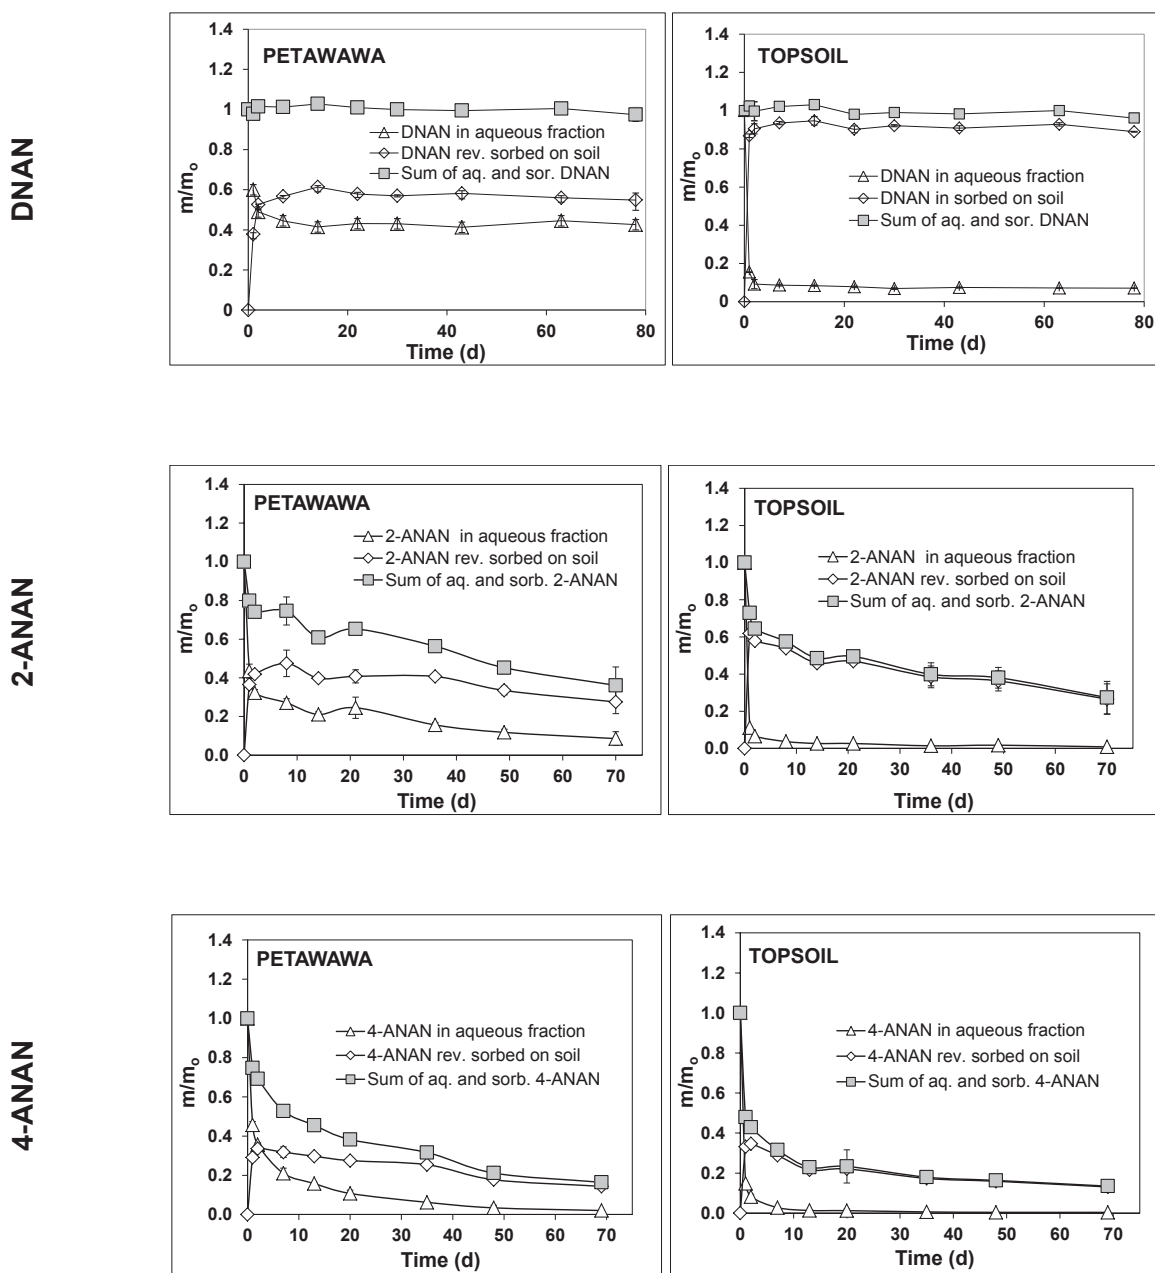 DNAN
PETAWAWA
1.4
1.2
1
0.8
0.6
0.4
0.2
0
m/mo
DNAN in aqueous fraction
DNAN rev. sorbed on soil
Sum of aq. and sor. DNAN
0 20 40 60 80
Time (d)
TOPSOIL
1.4
1.2
1
0.8
0.6
0.4
0.2
0
m/mo
DNAN in aqueous fraction
DNAN in sorbed on soil
Sum of aq. and sor. DNAN
0 20 40 60 80
Time (d)
2-ANAN
PETAWAWA
1.4
1.2
1.0
0.8
0.6
0.4
0.2
0.0
m/mo
2-ANAN in aqueous fraction
2-ANAN rev. sorbed on soil
Sum of aq. and sorb. 2-ANAN
0 10 20 30 40 50 60 70
Time (d)
TOPSOIL
1.4
1.2
1.0
0.8
0.6
0.4
0.2
0.0
m/mo
2-ANAN in aqueous fraction
2-ANAN rev. sorbed on soil
Sum of aq. and sorb. 2-ANAN
0 10 20 30 40 50 60 70
Time (d)
4-ANAN
PETAWAWA
1.4
1.2
1.0
0.8
0.6
0.4
0.2
0.0
m/mo
4-ANAN in aqueous fraction
4-ANAN rev. sorbed on soil
Sum of aq. and sorb. 4-ANAN
0 10 20 30 40 50 60 70
Time (d)
TOPSOIL
1.4
1.2
1.0
0.8
0.6
0.4
0.2
0.0
m/mo
4-ANAN in aqueous fraction
4-ANAN rev. sorbed on soil
Sum of aq. and sorb. 4-ANAN
0 10 20 30 40 50 60 70
Time (d)